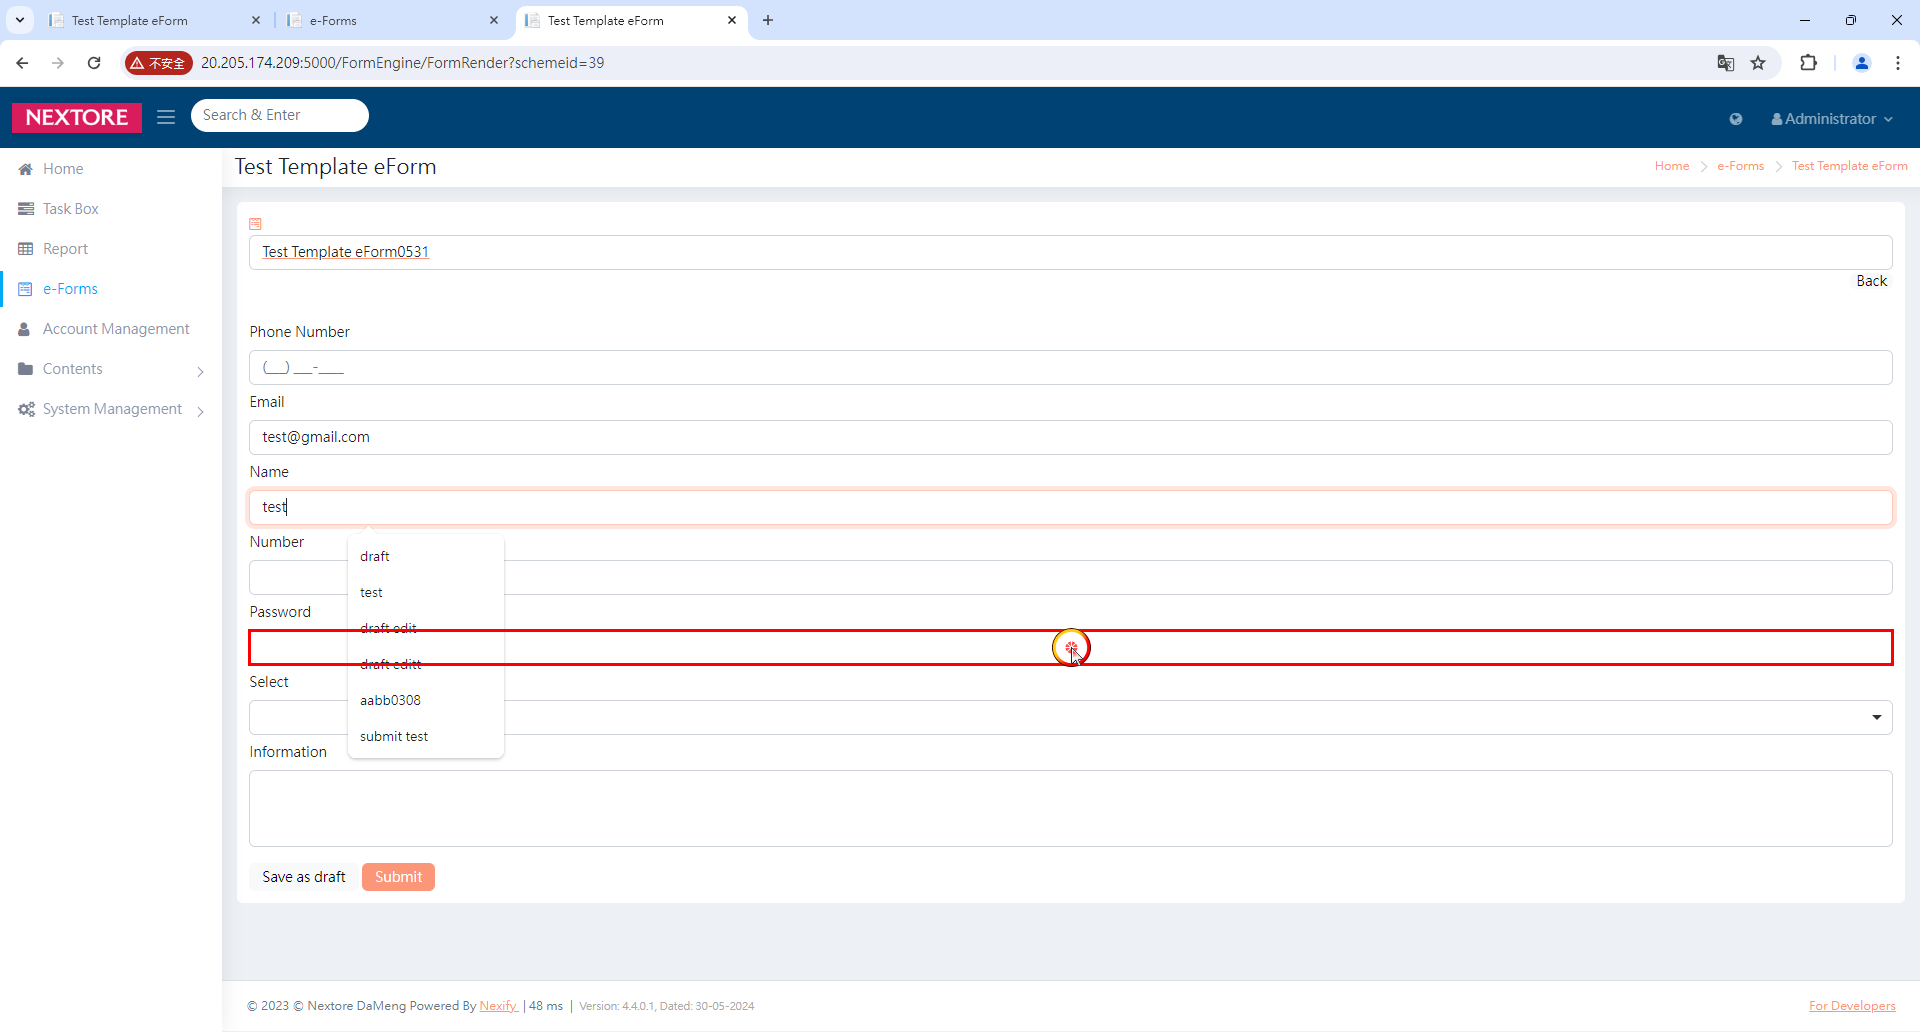 Test Template eForm
e-Forms
Test Template eForm
不安全
20.205.174.209:5000/FormEngine/FormRender?schemeid=39
NEXTORE
Search & Enter
Administrator
Home
Task Box
Report
e-Forms
Account Management
Contents
System Management
Test Template eForm
Home e-Forms Test Template eForm
Test Template eForm0531
Back
Phone Number
(___) ___-____
Email
test@gmail.com
Name
test
Number
Password
Select
Information
draft
test
draft edit
draft editt
aabb0308
submit test
Save as draft Submit
© 2023 © Nextore DaMeng Powered By Nexify | 48 ms | Version: 4.4.0.1, Dated: 30-05-2024
For Developers